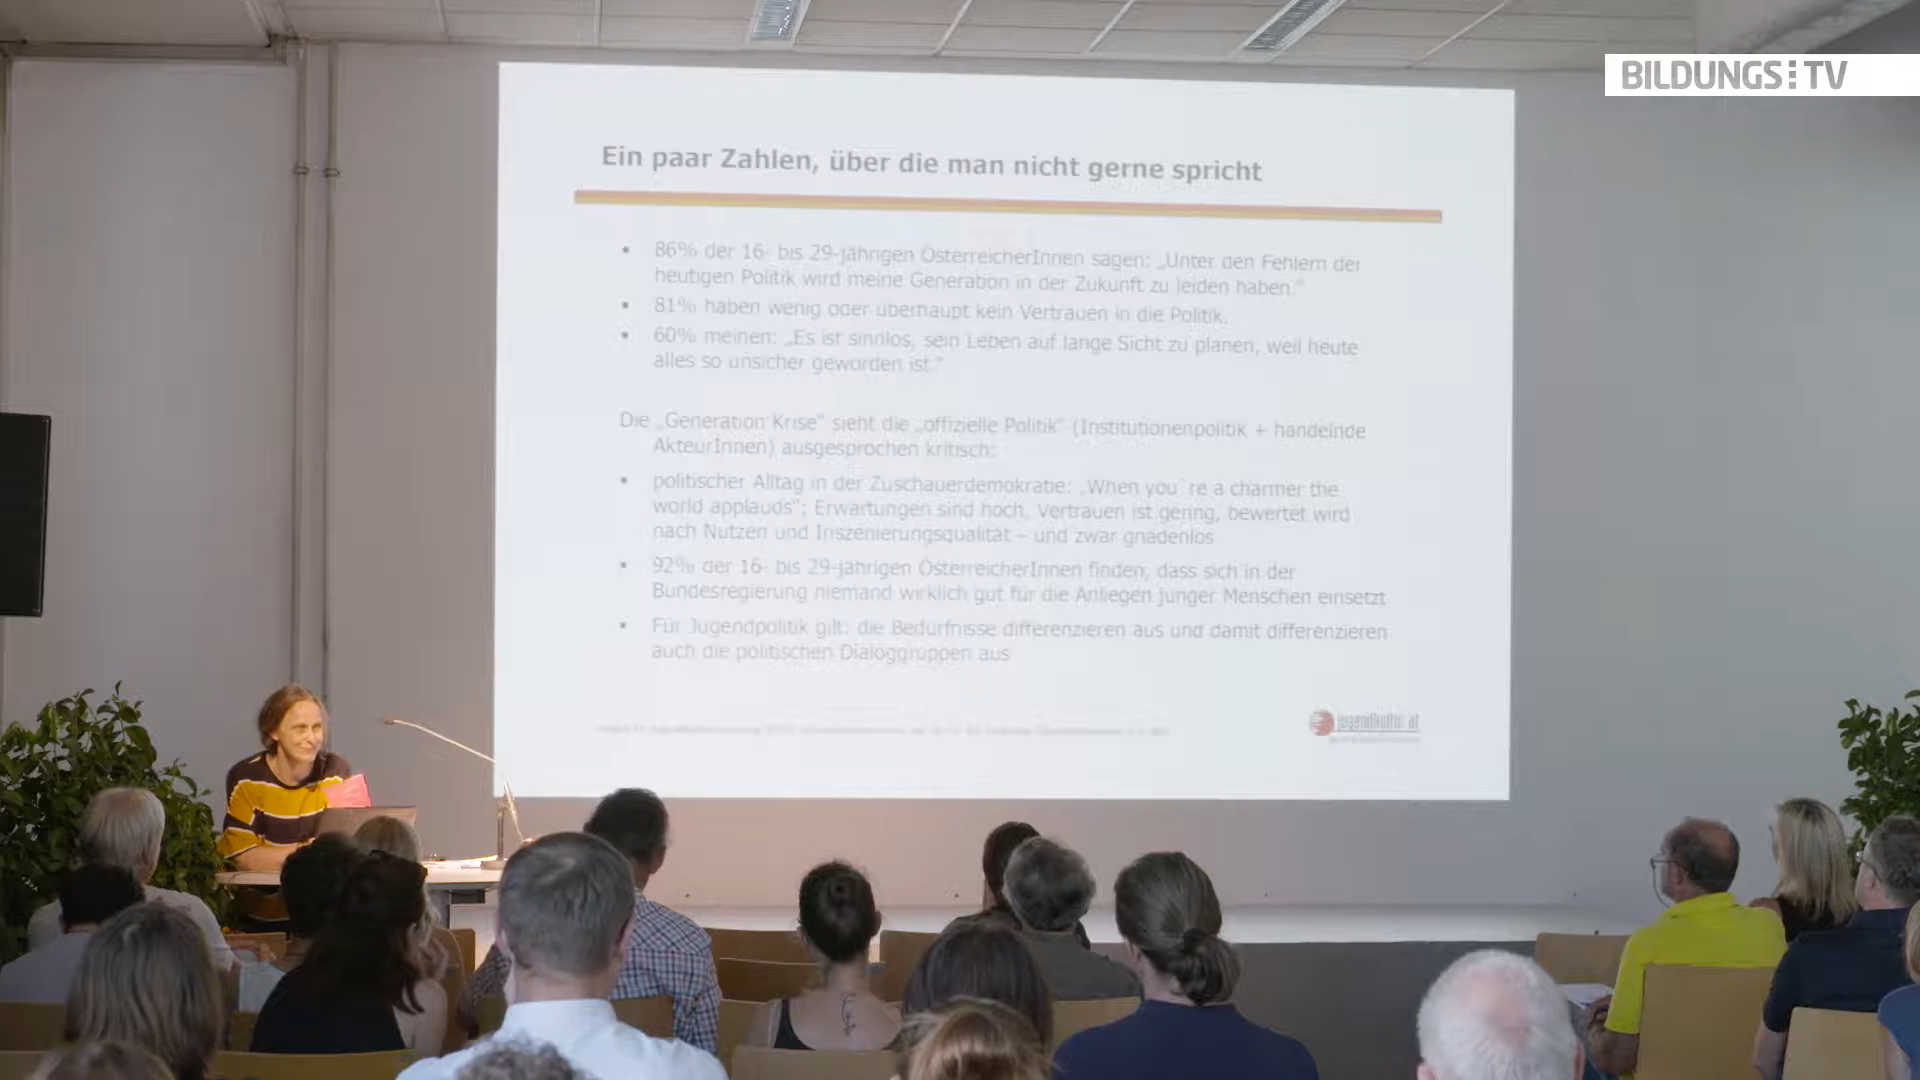 BILDUNGS:TV
Ein paar Zahlen, über die man nicht gerne spricht
• 86% der 16- bis 29-jährigen ÖsterreicherInnen sagen: „Unter den Fehlern der
heutigen Politik wird meine Generation in der Zukunft zu leiden haben."
• 81% haben wenig oder überhaupt kein Vertrauen in die Politik.
• 60% meinen: „Es ist sinnlos, sein Leben auf lange Sicht zu planen, weil heute
alles so unsicher geworden ist."
Die „Generation Krise" sieht die „offizielle Politik" (Institutionenpolitik + handelnde
AkteurInnen) ausgesprochen kritisch:
• politischer Alltag in der Zuschauerdemokratie: „When you´re a charmer the
world applauds"; Erwartungen sind hoch, Vertrauen ist gering, bewertet wird
nach Nutzen und Inszenierungsqualität – und zwar gnadenlos
• 92% der 16- bis 29-jährigen ÖsterreicherInnen finden, dass sich in der
Bundesregierung niemand wirklich gut für die Anliegen junger Menschen einsetzt
• Für Jugendpolitik gilt: die Bedürfnisse differenzieren aus und damit differenzieren
auch die politischen Dialoggruppen aus
jugendkultur.at